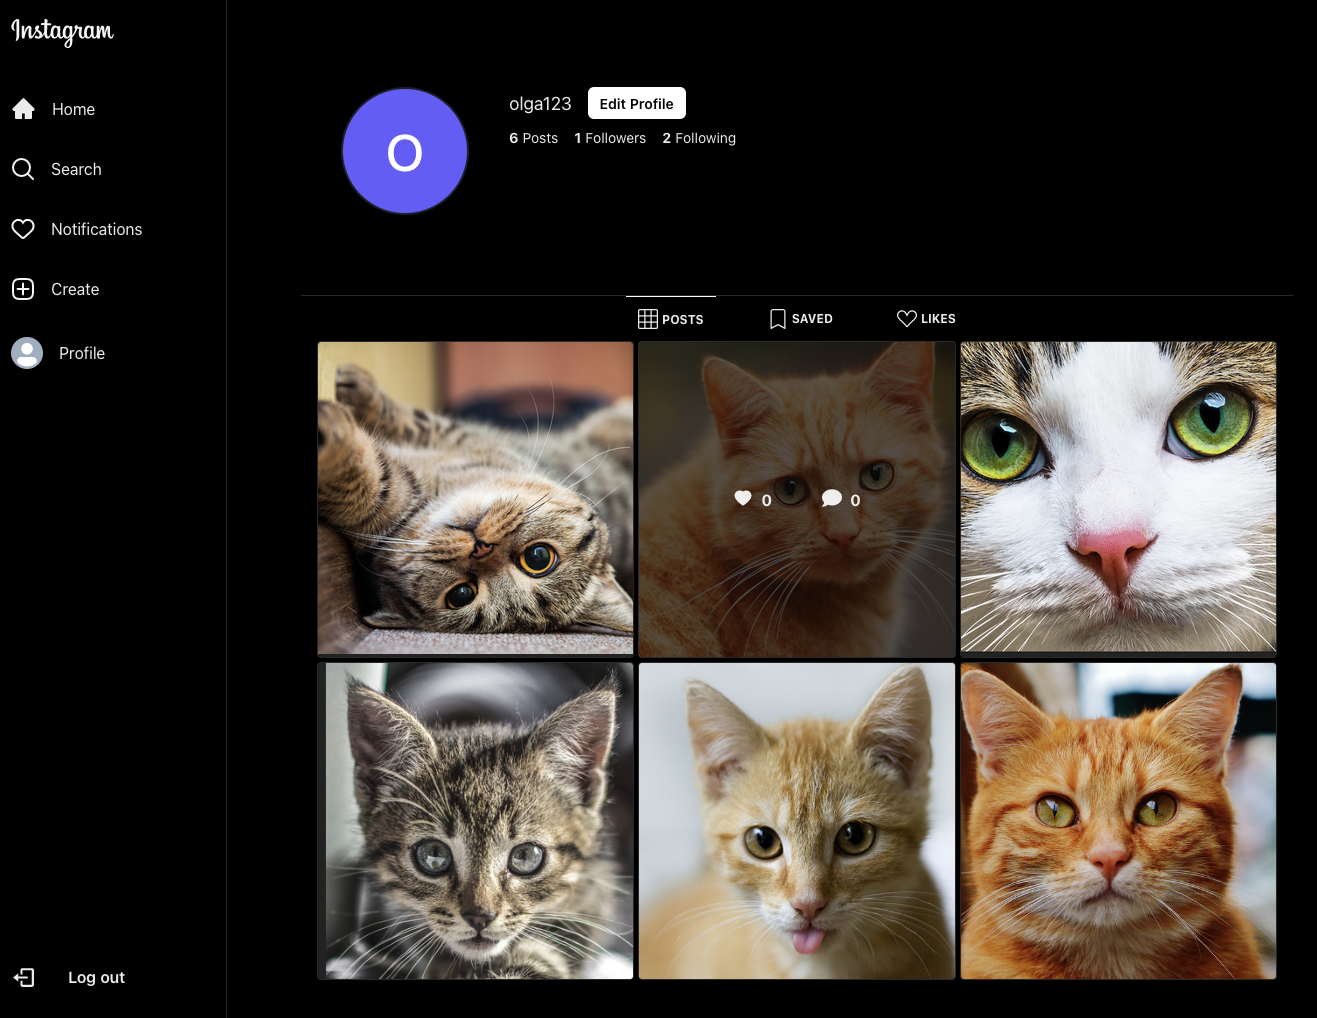 Instagram
Home
Search
Notifications
Create
Profile
Log out
O
olga123 Edit Profile
6 Posts 1 Followers 2 Following
POSTS SAVED LIKES
0 0